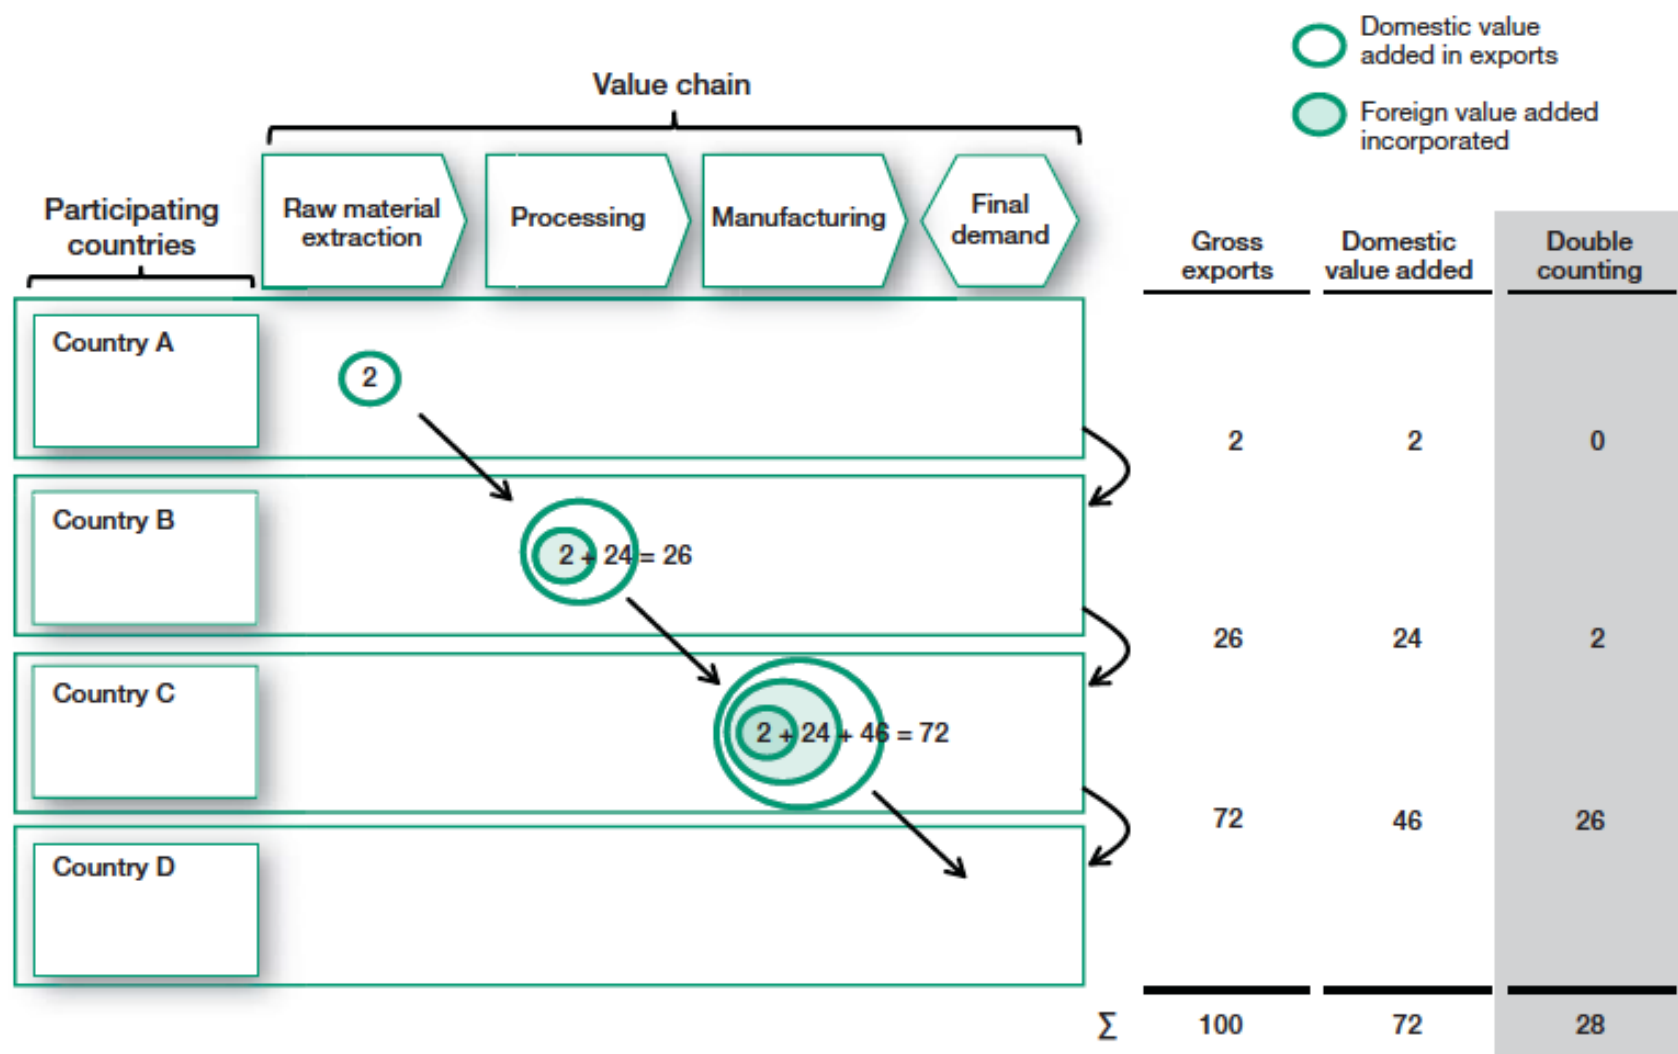 Domestic value
added in exports
Value chain
Foreign value added
incorporated
Participating
countries
Raw material
extraction
Processing
Manufacturing
Final
demand
Gross
exports
Domestic
value added
Double
counting
Country A
2
2 2 0
Country B
2 + 24 = 26
26 24 2
Country C
2 + 24 + 46 = 72
72 46 26
Country D
Σ 100 72 28